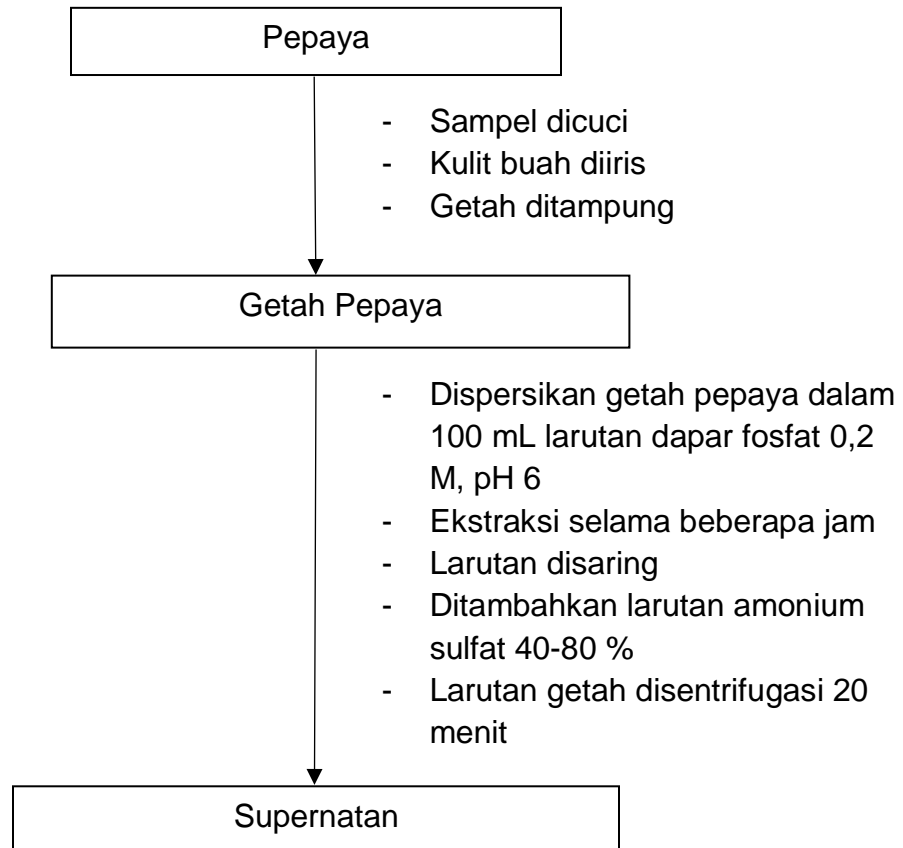 Pepaya
- Sampel dicuci
- Kulit buah diiris
- Getah ditampung
Getah Pepaya
- Dispersikan getah pepaya dalam
100 mL larutan dapar fosfat 0,2
M, pH 6
- Ekstraksi selama beberapa jam
- Larutan disaring
- Ditambahkan larutan amonium
sulfat 40-80 %
- Larutan getah disentrifugasi 20
menit
Supernatan